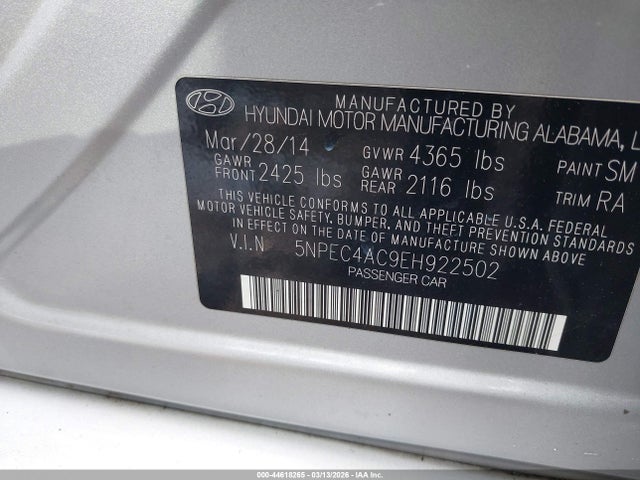 MANUFACTURED BY
HYUNDAI MOTOR MANUFACTURING ALABAMA, L
Mar/28/14 GVWR 4365 lbs PAINT SM
GAWR FRONT 2425 lbs GAWR REAR 2116 lbs TRIM RA
THIS VEHICLE CONFORMS TO ALL APPLICABLE U.S.A. FEDERAL
MOTOR VEHICLE SAFETY, BUMPER, AND THEFT PREVENTION STANDARDS
IN EFFECT ON THE DATE OF MANUFACTURE SHOWN ABOVE.
V.I.N 5NPEC4AC9EH922502
PASSENGER CAR
000-44618265 - 03/13/2026 - IAA Inc.